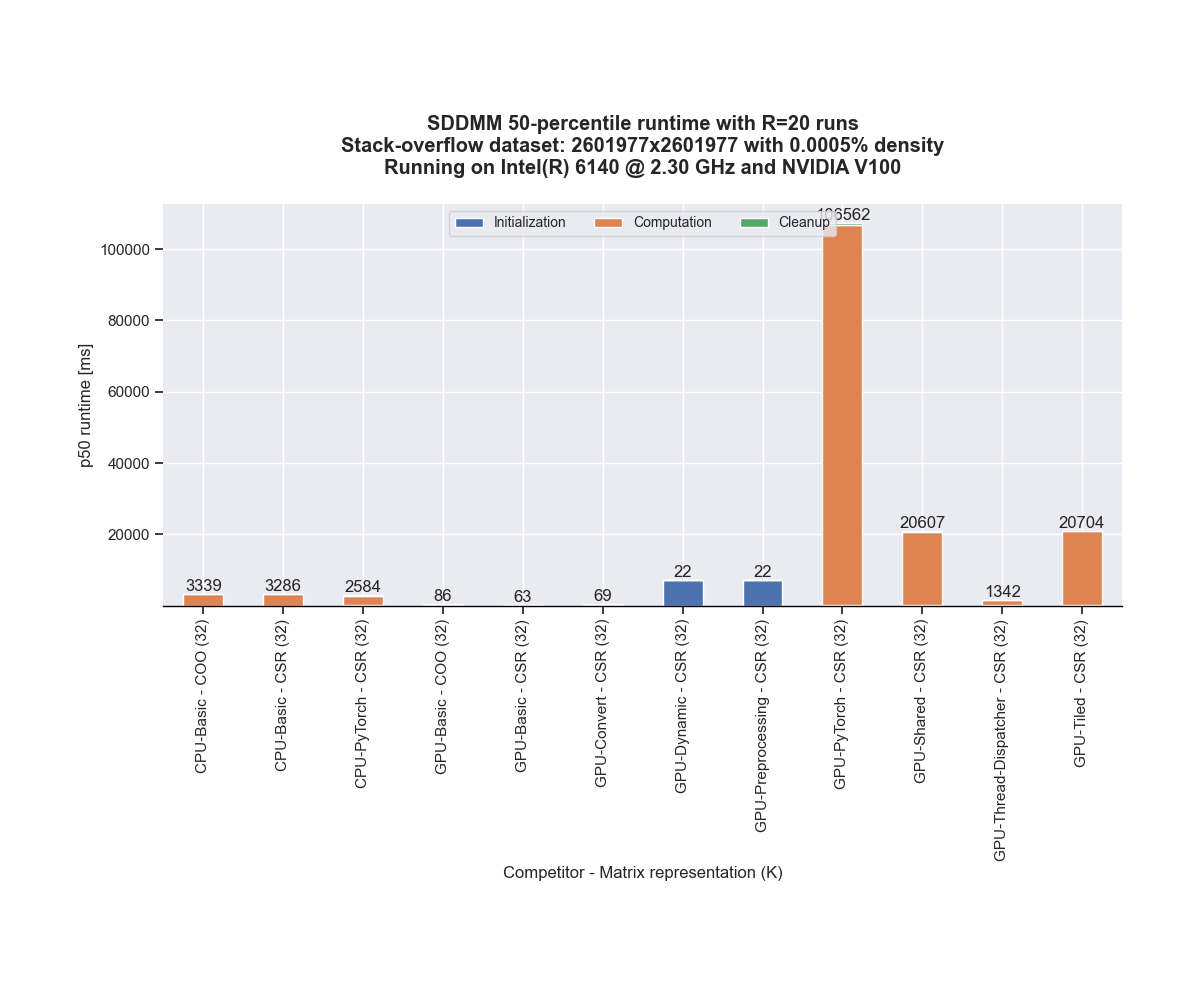 SDDMM 50-percentile runtime with R=20 runs
Stack-overflow dataset: 2601977x2601977 with 0.0005% density
Running on Intel(R) 6140 @ 2.30 GHz and NVIDIA V100
Initialization
Computation
Cleanup
p50 runtime [ms]
100000
80000
60000
40000
20000
3339
3286
2584
86
63
69
22
22
106562
20607
1342
20704
CPU-Basic - COO (32)
CPU-Basic - CSR (32)
CPU-PyTorch - CSR (32)
GPU-Basic - COO (32)
GPU-Basic - CSR (32)
GPU-Convert - CSR (32)
GPU-Dynamic - CSR (32)
GPU-Preprocessing - CSR (32)
GPU-PyTorch - CSR (32)
GPU-Shared - CSR (32)
GPU-Thread-Dispatcher - CSR (32)
GPU-Tiled - CSR (32)
Competitor - Matrix representation (K)